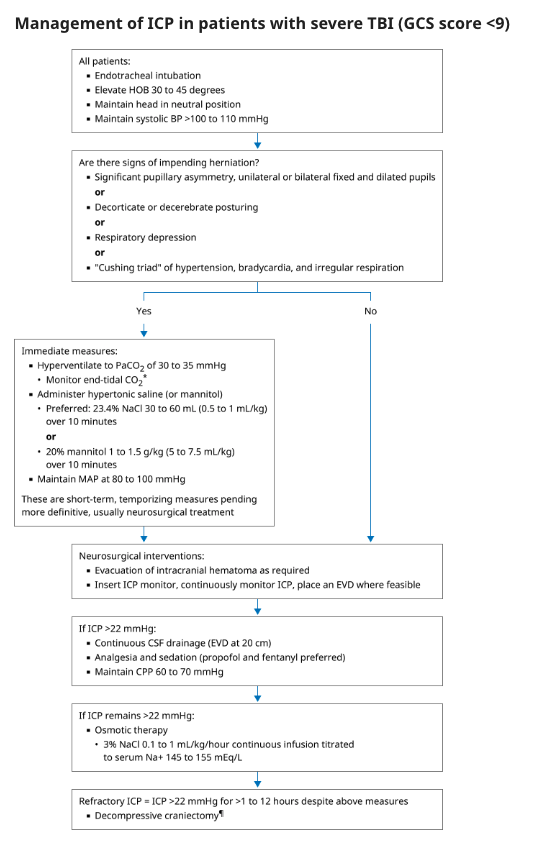 Management of ICP in patients with severe TBI (GCS score <9)
All patients:
▪ Endotracheal intubation
▪ Elevate HOB 30 to 45 degrees
▪ Maintain head in neutral position
▪ Maintain systolic BP >100 to 110 mmHg
Are there signs of impending herniation?
▪ Significant pupillary asymmetry, unilateral or bilateral fixed and dilated pupils
or
▪ Decorticate or decerebrate posturing
or
▪ Respiratory depression
or
▪ "Cushing triad" of hypertension, bradycardia, and irregular respiration
Yes
No
Immediate measures:
▪ Hyperventilate to PaCO2 of 30 to 35 mmHg
• Monitor end-tidal CO2*
▪ Administer hypertonic saline (or mannitol)
• Preferred: 23.4% NaCl 30 to 60 mL (0.5 to 1 mL/kg)
over 10 minutes
or
• 20% mannitol 1 to 1.5 g/kg (5 to 7.5 mL/kg)
over 10 minutes
▪ Maintain MAP at 80 to 100 mmHg
These are short-term, temporizing measures pending
more definitive, usually neurosurgical treatment
Neurosurgical interventions:
▪ Evacuation of intracranial hematoma as required
▪ Insert ICP monitor, continuously monitor ICP, place an EVD where feasible
If ICP >22 mmHg:
▪ Continuous CSF drainage (EVD at 20 cm)
▪ Analgesia and sedation (propofol and fentanyl preferred)
▪ Maintain CPP 60 to 70 mmHg
If ICP remains >22 mmHg:
▪ Osmotic therapy
• 3% NaCl 0.1 to 1 mL/kg/hour continuous infusion titrated
to serum Na+ 145 to 155 mEq/L
Refractory ICP = ICP >22 mmHg for >1 to 12 hours despite above measures
▪ Decompressive craniectomy¶